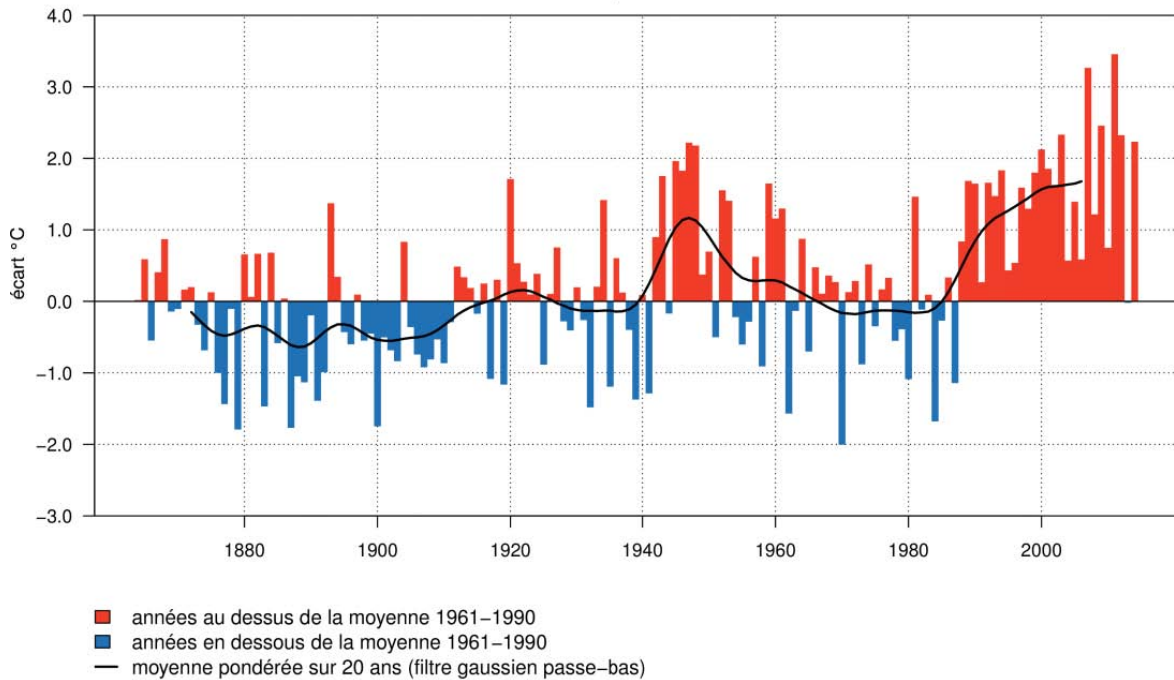 4.0
3.0
2.0
1.0
0.0
−1.0
−2.0
−3.0
écart °C
1880 1900 1920 1940 1960 1980 2000
années au dessus de la moyenne 1961−1990
années en dessous de la moyenne 1961−1990
moyenne pondérée sur 20 ans (filtre gaussien passe−bas)